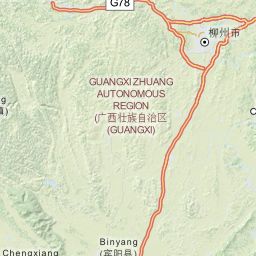 G78
柳州市
GUANGXI ZHUANG
AUTONOMOUS
REGION
(广西壮族自治区
(GUANGXI)
Binyang
(宾阳县)
Chengxiang